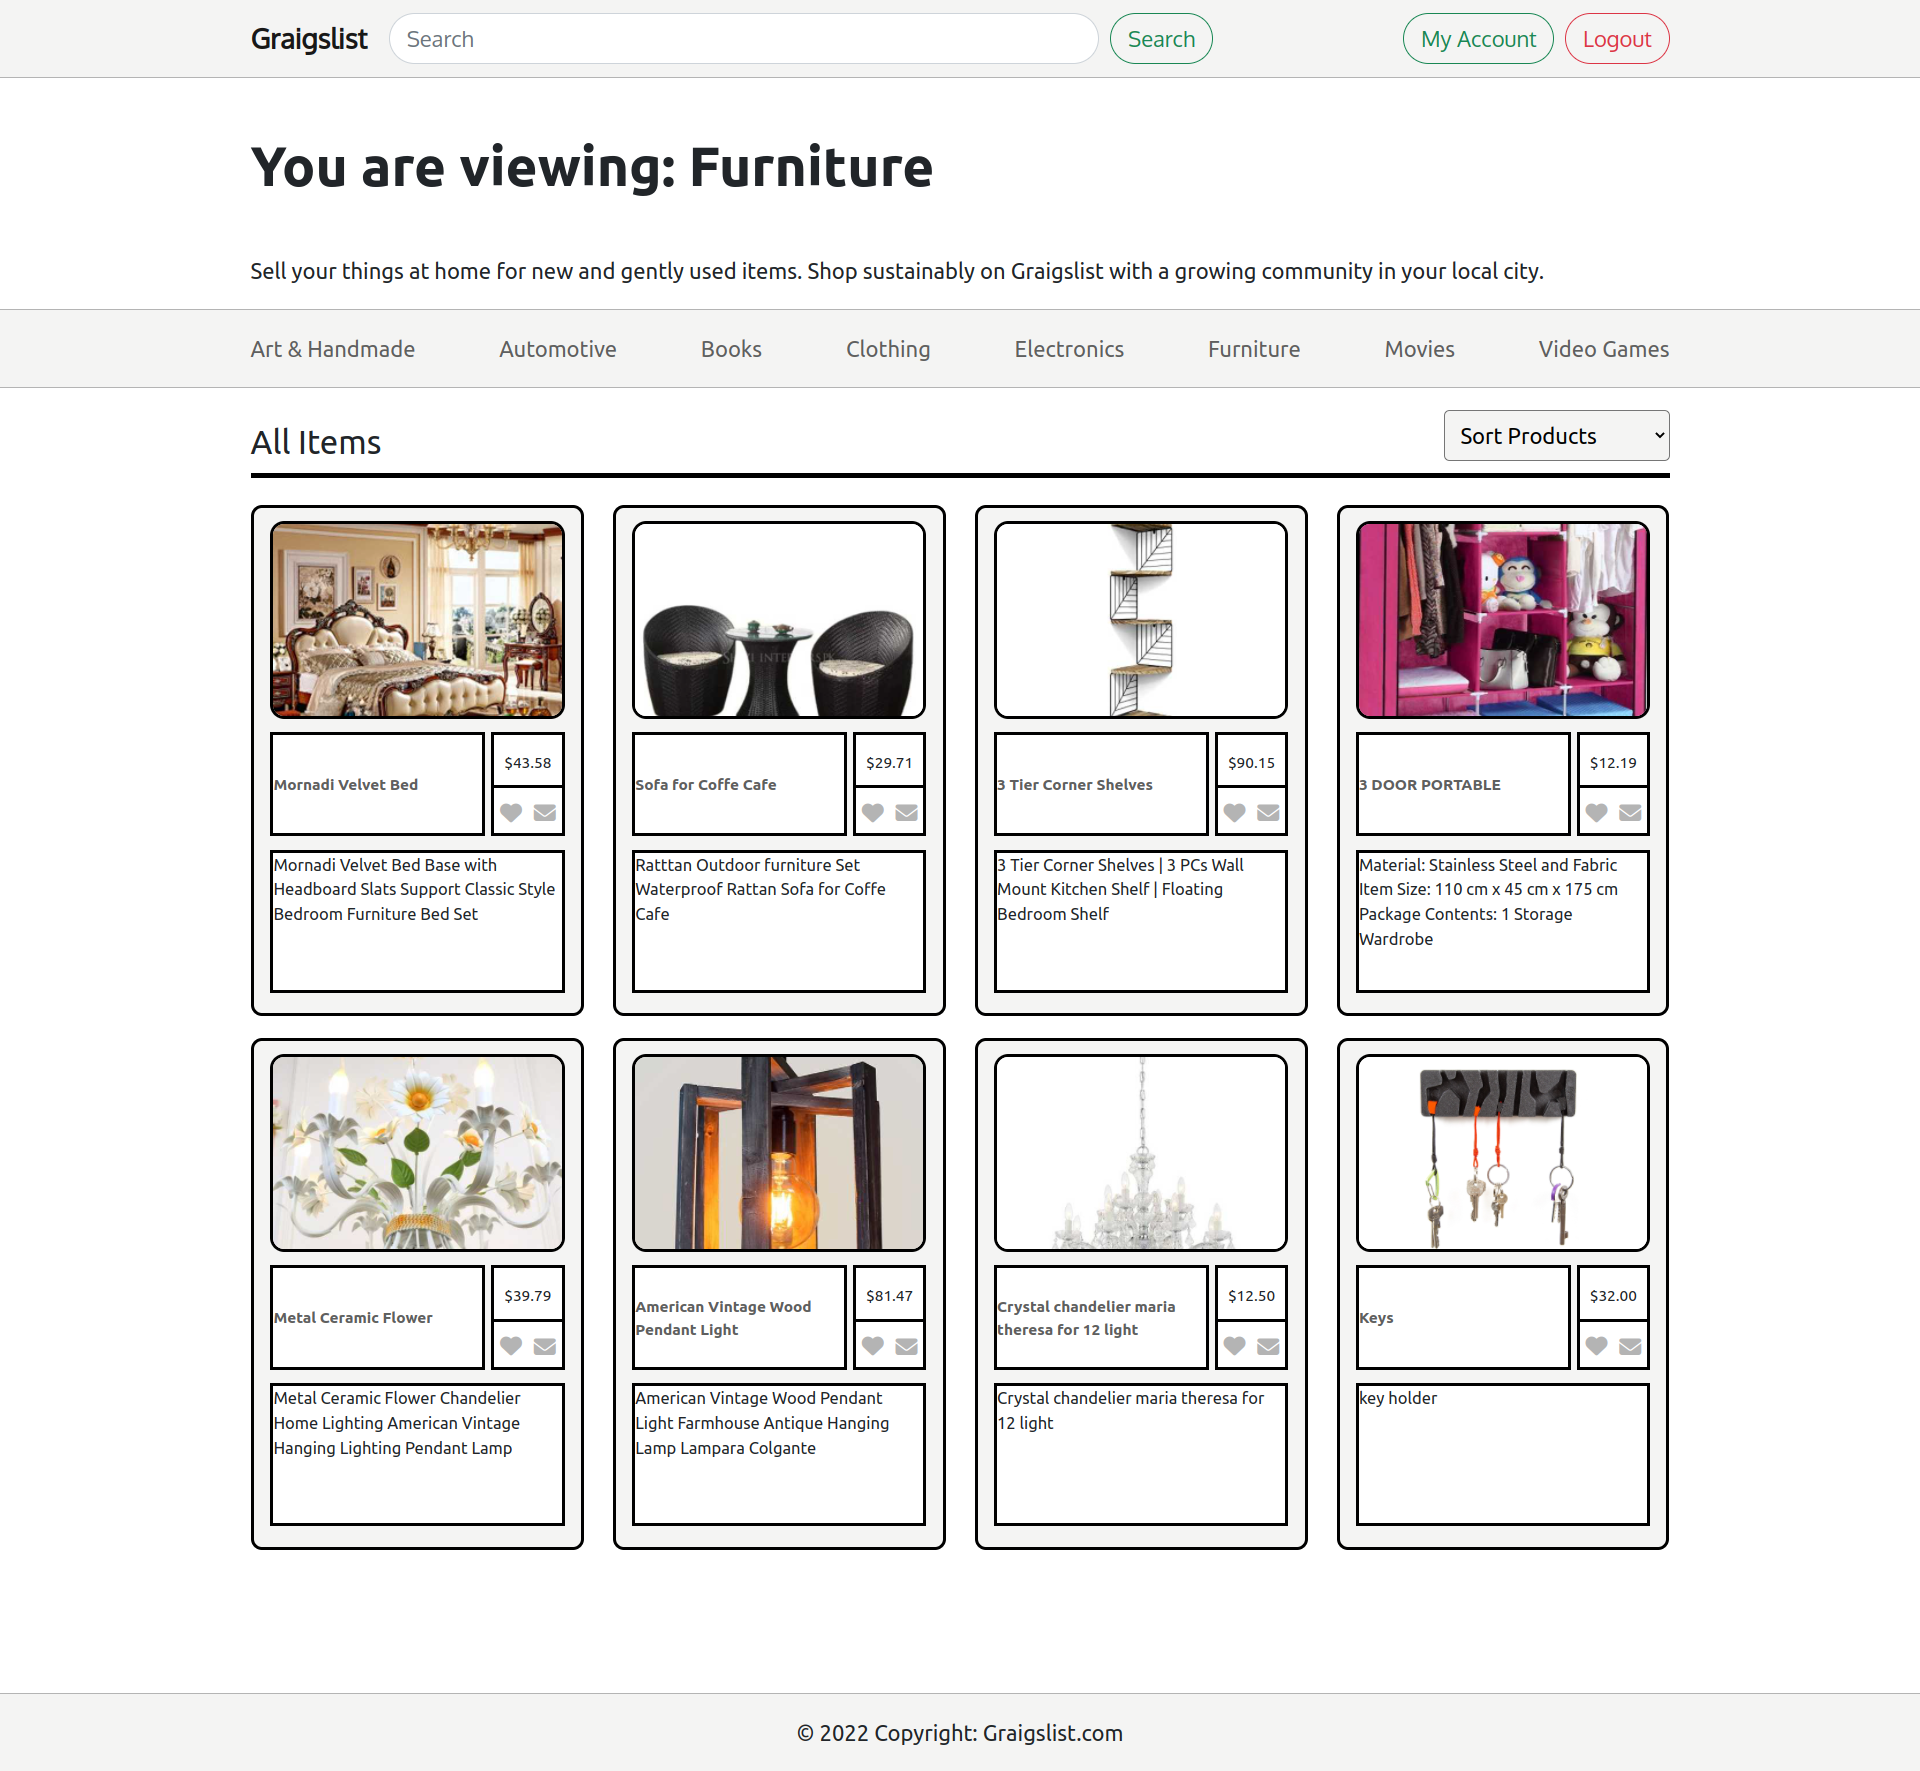 Graigslist
Search
Search
My Account
Logout
You are viewing: Furniture
Sell your things at home for new and gently used items. Shop sustainably on Graigslist with a growing community in your local city.
Art & Handmade
Automotive
Books
Clothing
Electronics
Furniture
Movies
Video Games
All Items
Sort Products
Mornadi Velvet Bed
$43.58
Mornadi Velvet Bed Base with
Headboard Slats Support Classic Style
Bedroom Furniture Bed Set
Sofa for Coffe Cafe
$29.71
Ratttan Outdoor furniture Set
Waterproof Rattan Sofa for Coffe
Cafe
3 Tier Corner Shelves
$90.15
3 Tier Corner Shelves | 3 PCs Wall
Mount Kitchen Shelf | Floating
Bedroom Shelf
3 DOOR PORTABLE
$12.19
Material: Stainless Steel and Fabric
Item Size: 110 cm x 45 cm x 175 cm
Package Contents: 1 Storage
Wardrobe
Metal Ceramic Flower
$39.79
Metal Ceramic Flower Chandelier
Home Lighting American Vintage
Hanging Lighting Pendant Lamp
American Vintage Wood
Pendant Light
$81.47
American Vintage Wood Pendant
Light Farmhouse Antique Hanging
Lamp Lampara Colgante
Crystal chandelier maria
theresa for 12 light
$12.50
Crystal chandelier maria theresa for
12 light
Keys
$32.00
key holder
© 2022 Copyright: Graigslist.com